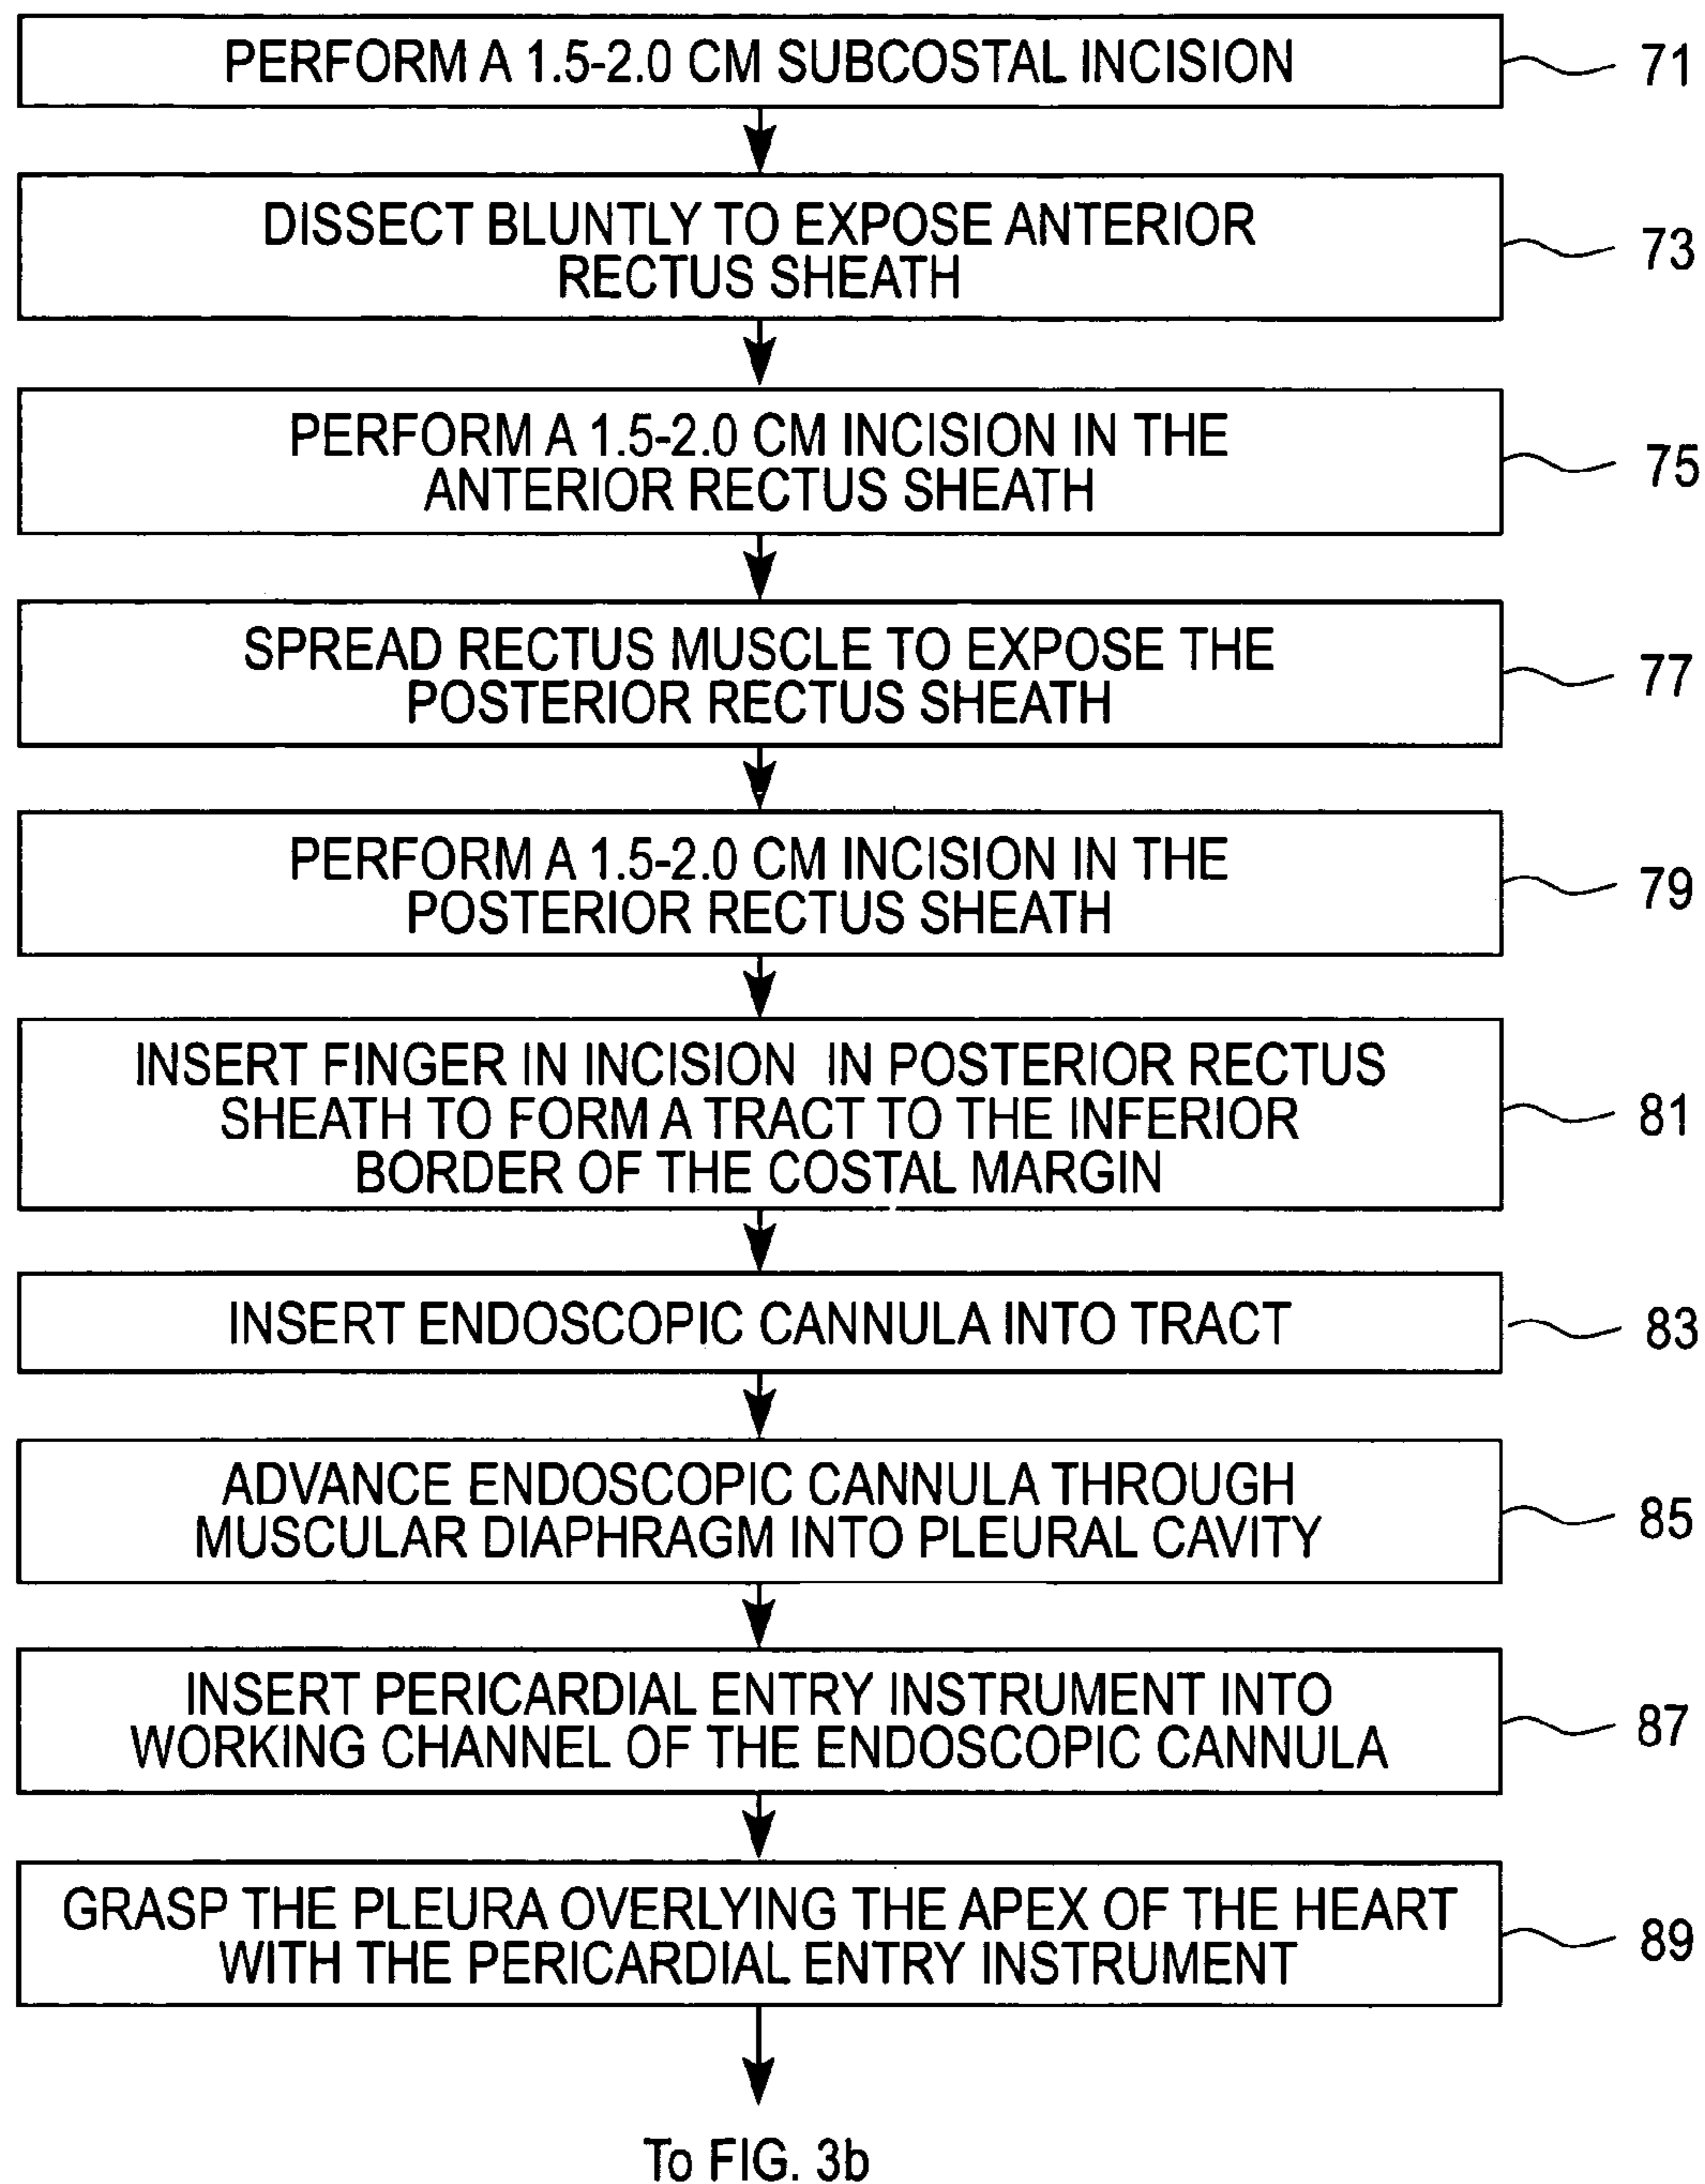 PERFORM A 1.5-2.0 CM SUBCOSTAL INCISION
71
DISSECT BLUNTLY TO EXPOSE ANTERIOR
RECTUS SHEATH
73
PERFORM A 1.5-2.0 CM INCISION IN THE
ANTERIOR RECTUS SHEATH
75
SPREAD RECTUS MUSCLE TO EXPOSE THE
POSTERIOR RECTUS SHEATH
77
PERFORM A 1.5-2.0 CM INCISION IN THE
POSTERIOR RECTUS SHEATH
79
INSERT FINGER IN INCISION IN POSTERIOR RECTUS
SHEATH TO FORM A TRACT TO THE INFERIOR
BORDER OF THE COSTAL MARGIN
81
INSERT ENDOSCOPIC CANNULA INTO TRACT
83
ADVANCE ENDOSCOPIC CANNULA THROUGH
MUSCULAR DIAPHRAGM INTO PLEURAL CAVITY
85
INSERT PERICARDIAL ENTRY INSTRUMENT INTO
WORKING CHANNEL OF THE ENDOSCOPIC CANNULA
87
GRASP THE PLEURA OVERLYING THE APEX OF THE HEART
WITH THE PERICARDIAL ENTRY INSTRUMENT
89
To FIG. 3b